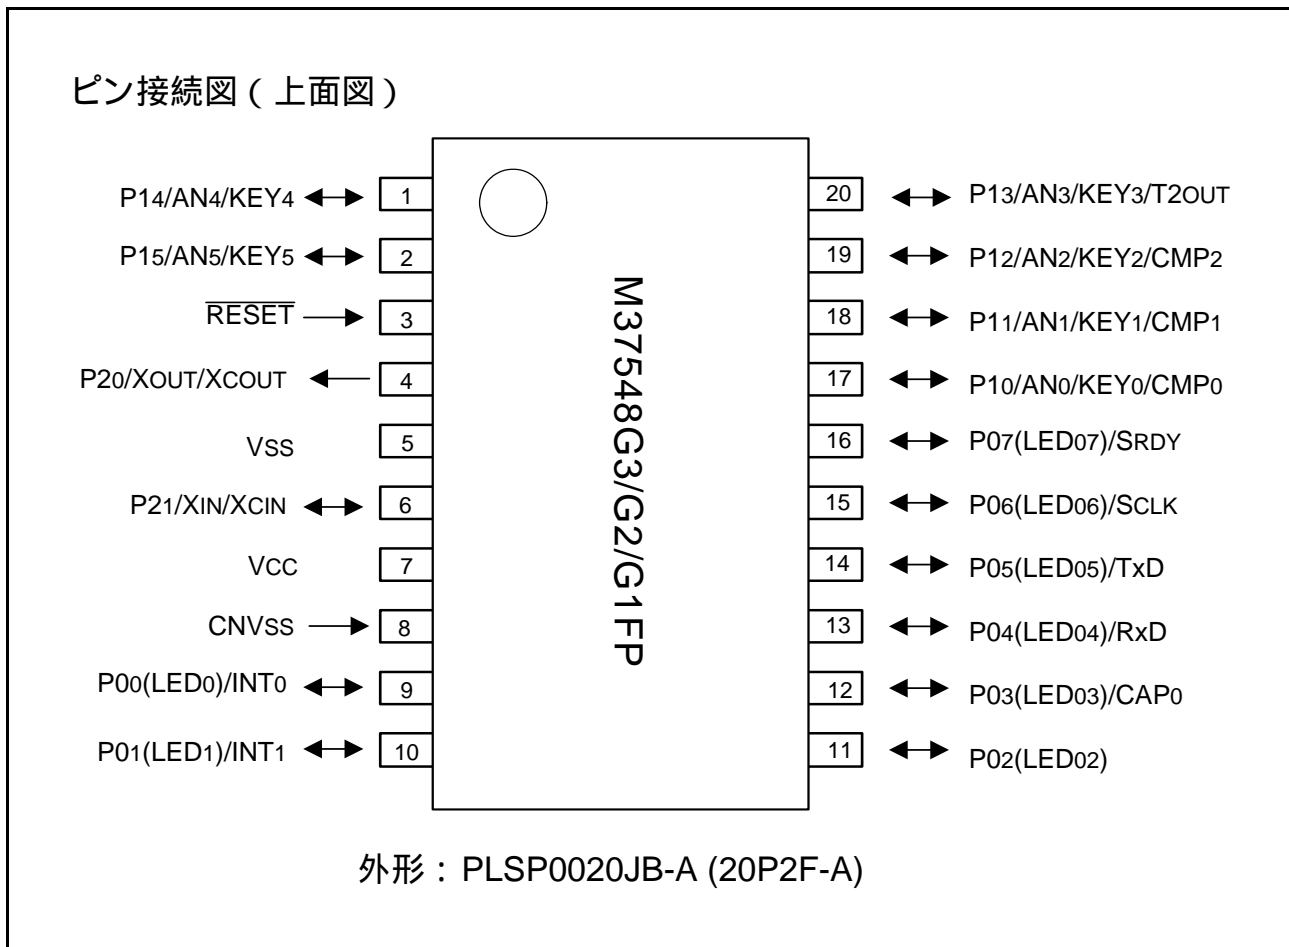 ピン接続図 ( 上面図 )
P14/AN4/KEY4 1
P15/AN5/KEY5 2
RESET 3
P20/XOUT/XCOUT 4
VSS 5
P21/XIN/XCIN 6
VCC 7
CNVSS 8
P00(LED0)/INT0 9
P01(LED1)/INT1 10
M37548G3/G2/G1FP
20 P13/AN3/KEY3/T2OUT
19 P12/AN2/KEY2/CMP2
18 P11/AN1/KEY1/CMP1
17 P10/AN0/KEY0/CMP0
16 P07(LED07)/SRDY
15 P06(LED06)/SCLK
14 P05(LED05)/TxD
13 P04(LED04)/RxD
12 P03(LED03)/CAP0
11 P02(LED02)
外形 : PLSP0020JB-A (20P2F-A)